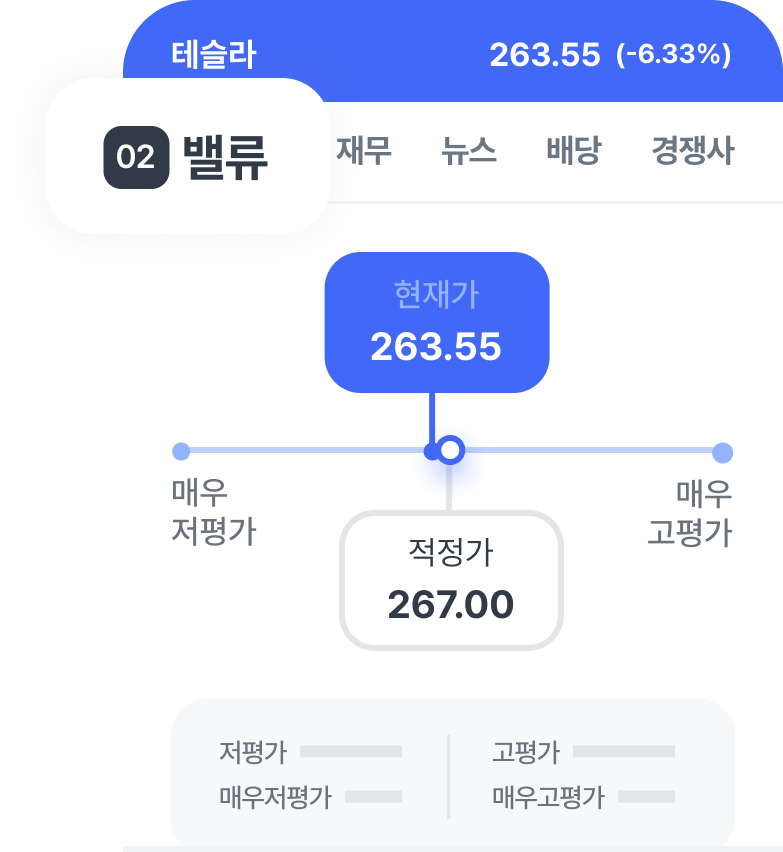 테슬라 263.55 (-6.33%)
02 밸류 재무 뉴스 배당 경쟁사
현재가
263.55
매우
저평가
매우
고평가
적정가
267.00
저평가 고평가
매우저평가 매우고평가